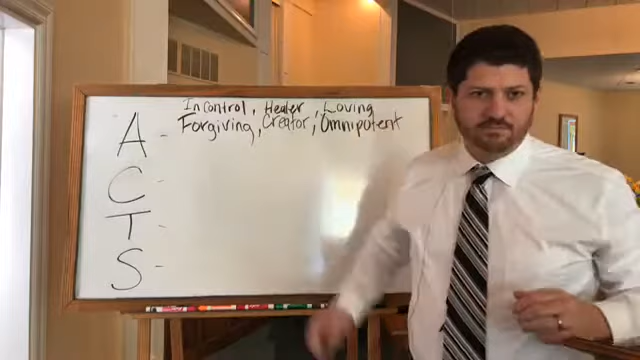 In control, Healer, Loving
A - Forgiving, Creator, Omnipotent
C -
T -
S -